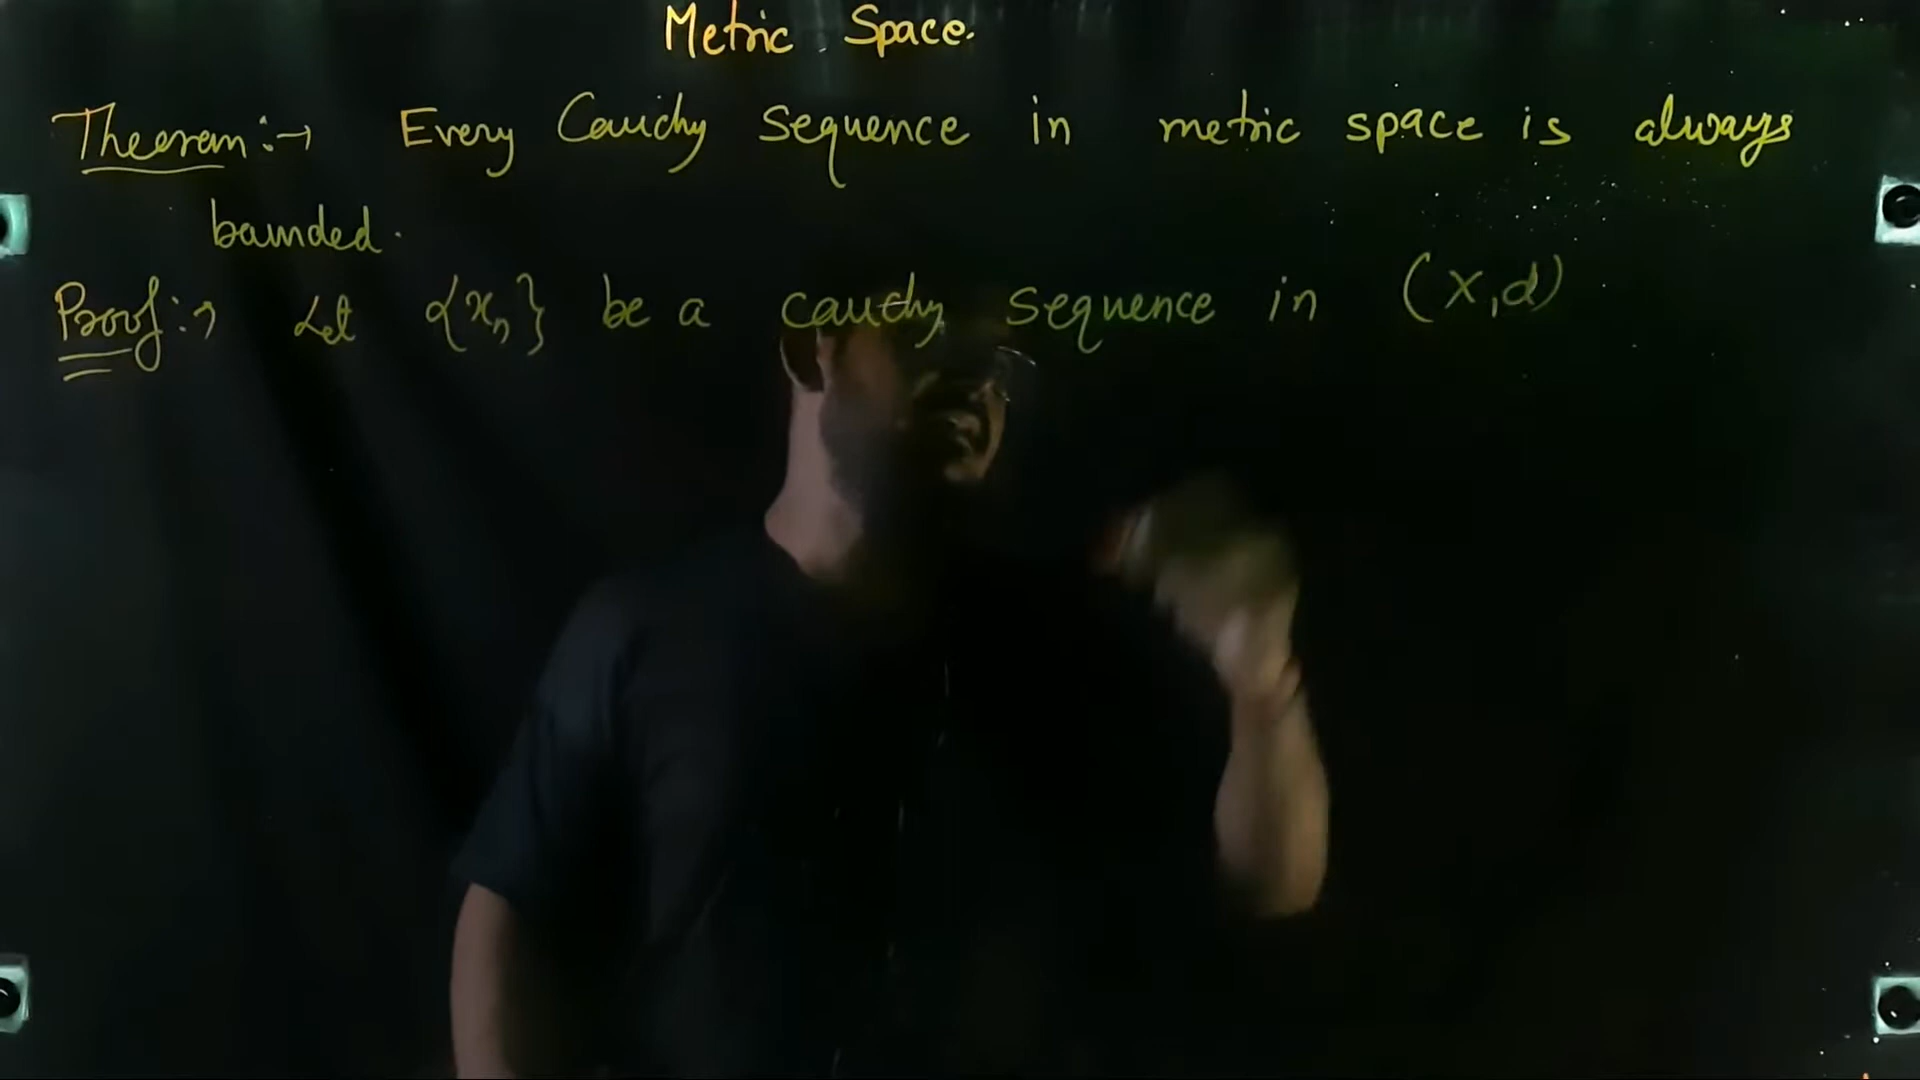 Metric Space.
Theorem:→ Every Cauchy Sequence in metric space is always
bounded.
Proof:→ Let {xₙ} be a cauchy sequence in (X,d)